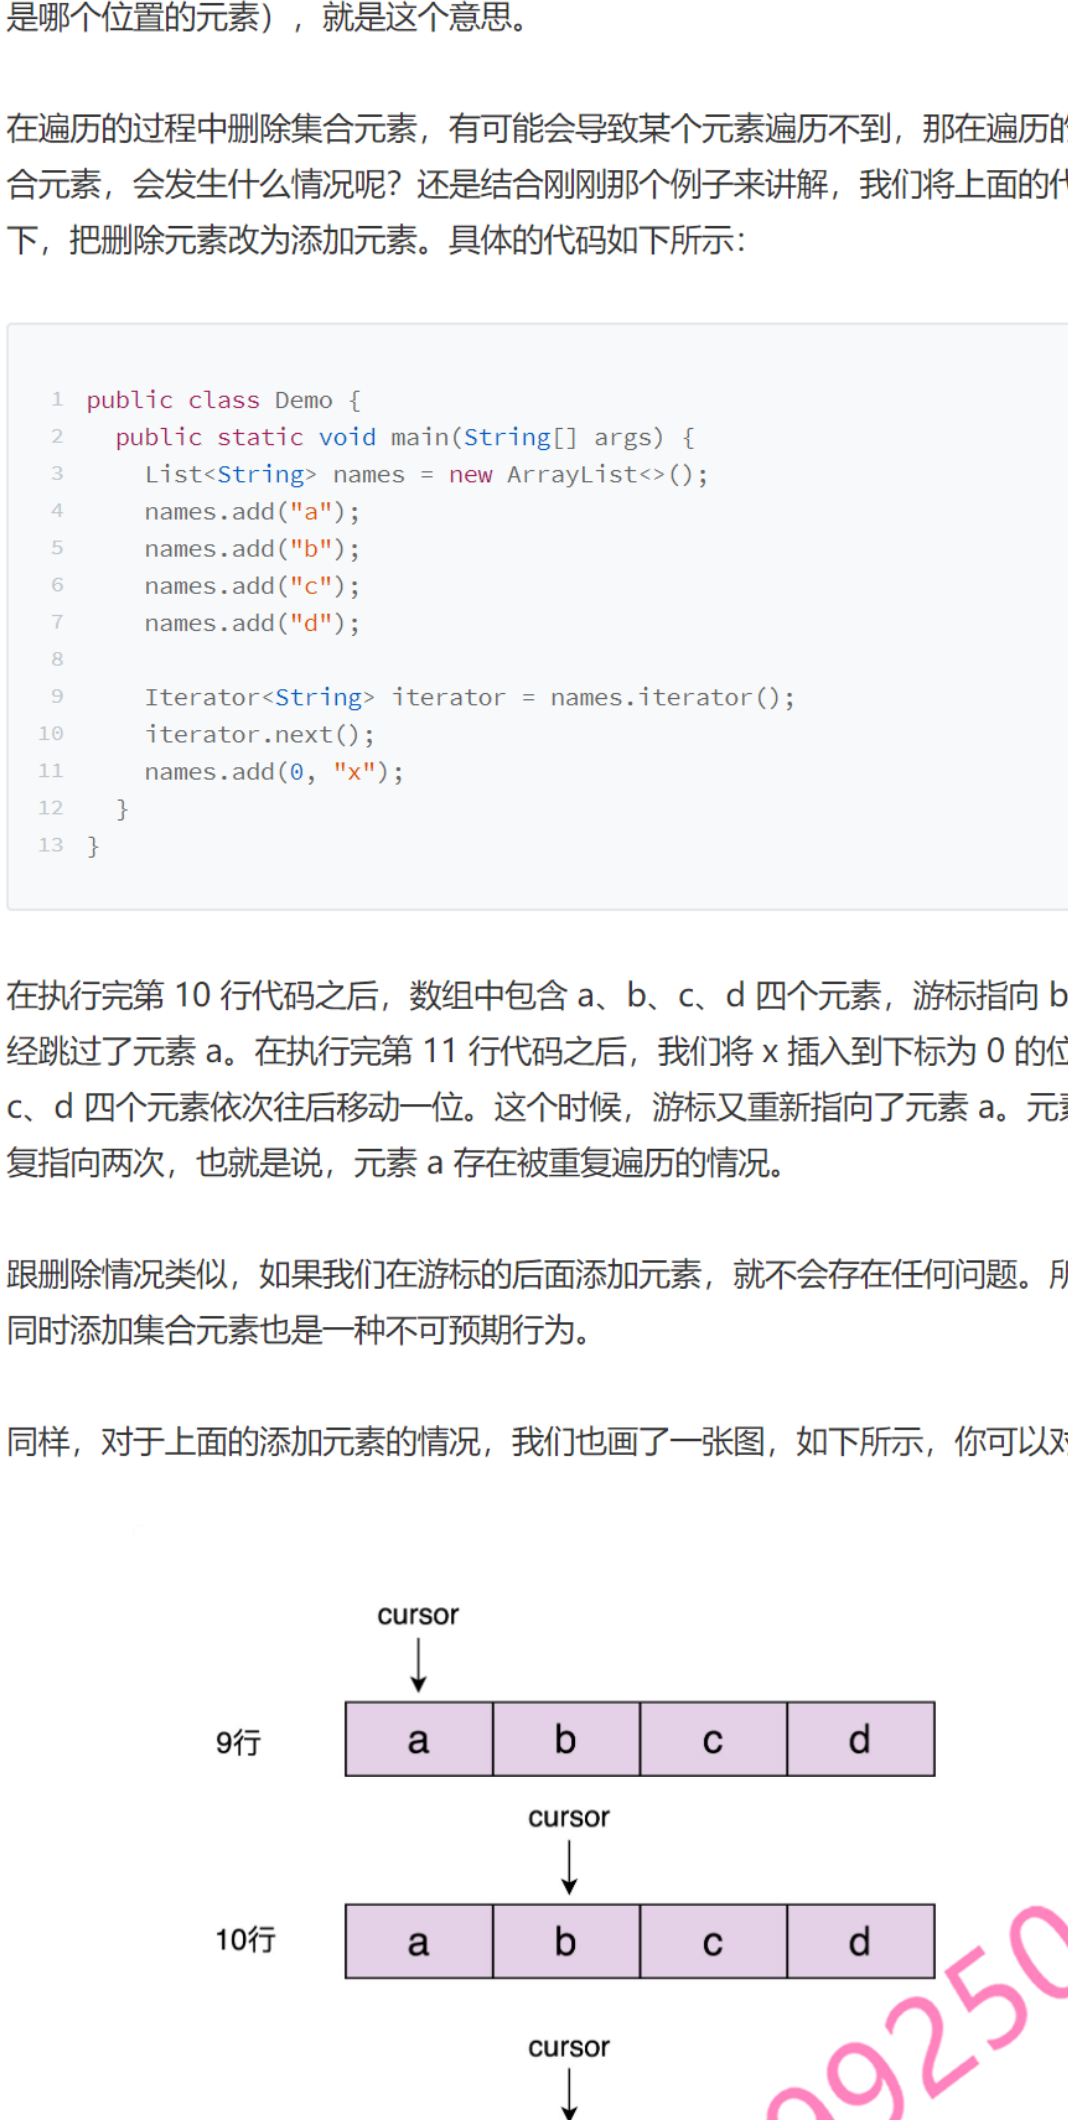 是哪个位置的元素），就是这个意思。
在遍历的过程中删除集合元素，有可能会导致某个元素遍历不到，那在遍历的
合元素，会发生什么情况呢？还是结合刚刚那个例子来讲解，我们将上面的代
下，把删除元素改为添加元素。具体的代码如下所示：
1 public class Demo {
2 public static void main(String[] args) {
3 List<String> names = new ArrayList<>();
4 names.add("a");
5 names.add("b");
6 names.add("c");
7 names.add("d");
8
9 Iterator<String> iterator = names.iterator();
10 iterator.next();
11 names.add(0, "x");
12 }
13 }
在执行完第 10 行代码之后，数组中包含 a、b、c、d 四个元素，游标指向 b
经跳过了元素 a。在执行完第 11 行代码之后，我们将 x 插入到下标为 0 的位
c、d 四个元素依次往后移动一位。这个时候，游标又重新指向了元素 a。元素
复指向两次，也就是说，元素 a 存在被重复遍历的情况。
跟删除情况类似，如果我们在游标的后面添加元素，就不会存在任何问题。所
同时添加集合元素也是一种不可预期行为。
同样，对于上面的添加元素的情况，我们也画了一张图，如下所示，你可以对
cursor
9行 a b c d
cursor
10行 a b c d
cursor
99250